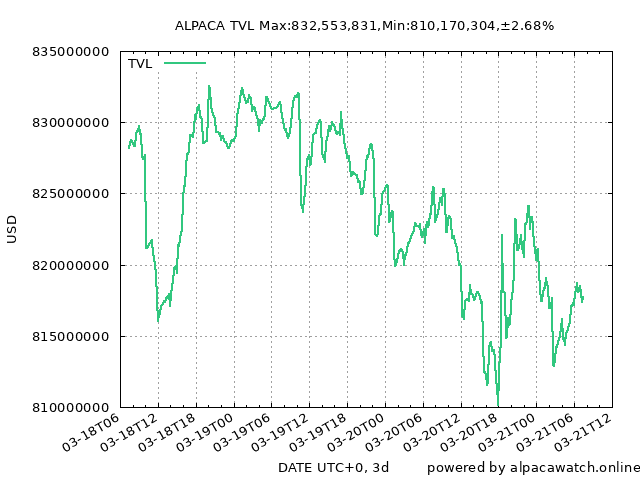 ALPACA TVL Max:832,553,831,Min:810,170,304,±2.68%
835000000
TVL
830000000
825000000
USD
820000000
815000000
810000000
03-18T06
03-18T12
03-18T18
03-19T00
03-19T06
03-19T12
03-19T18
03-20T00
03-20T06
03-20T12
03-20T18
03-21T00
03-21T06
03-21T12
DATE UTC+0, 3d
powered by alpacawatch.online